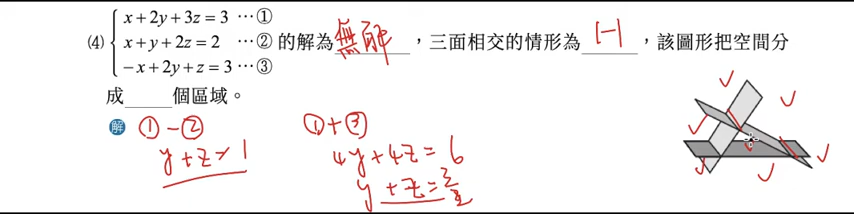 (4) { x+2y+3z=3 …①
x+y+2z=2 …② 的解為 無解 ,三面相交的情形為 ,該圖形把空間分
-x+2y+z=3 …③
成____個區域。
解 ①-② ①+③
y+z=1 4y+4z=6
y+z=3/2